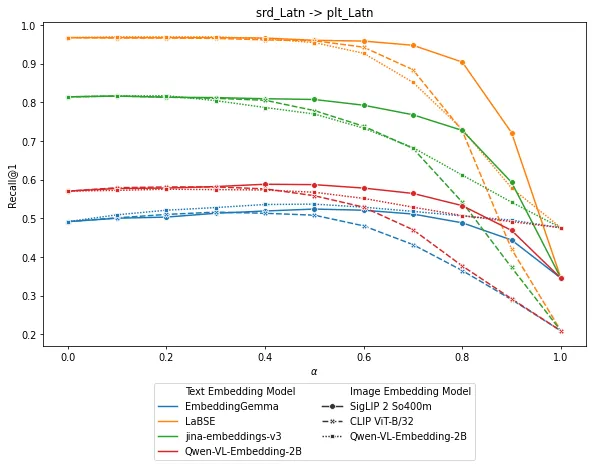 srd_Latn -> plt_Latn
1.0
0.9
0.8
0.7
0.6
0.5
0.4
0.3
0.2
Recall@1
0.0 0.2 0.4 0.6 0.8 1.0
α
Text Embedding Model Image Embedding Model
EmbeddingGemma SigLIP 2 So400m
LaBSE CLIP ViT-B/32
jina-embeddings-v3 Qwen-VL-Embedding-2B
Qwen-VL-Embedding-2B